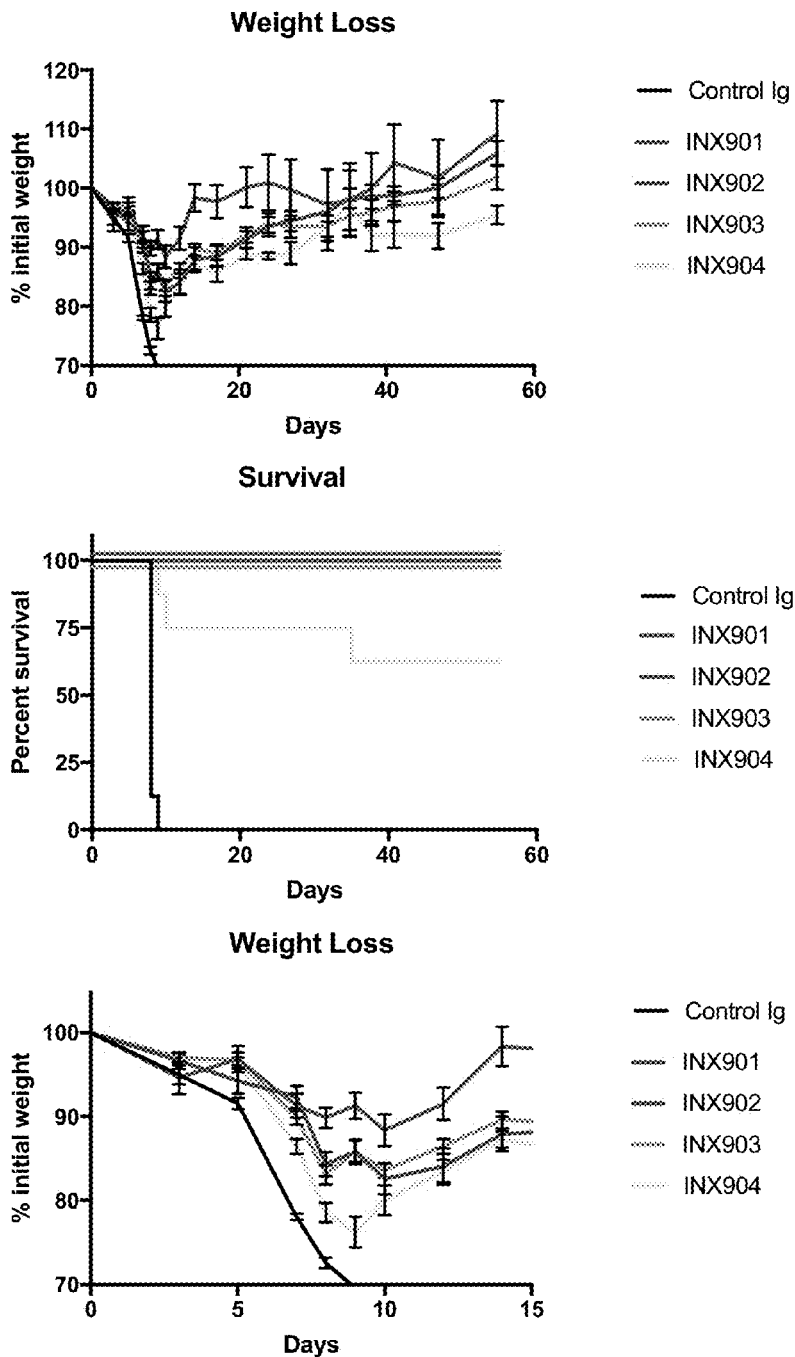 Weight Loss
120
110
100
90
80
70
% initial weight
0
20
40
60
Days
Control Ig
INX901
INX902
INX903
INX904
Survival
100
75
50
25
0
Percent survival
0
20
40
60
Days
Control Ig
INX901
INX902
INX903
INX904
Weight Loss
100
90
80
70
% initial weight
0
5
10
15
Days
Control Ig
INX901
INX902
INX903
INX904